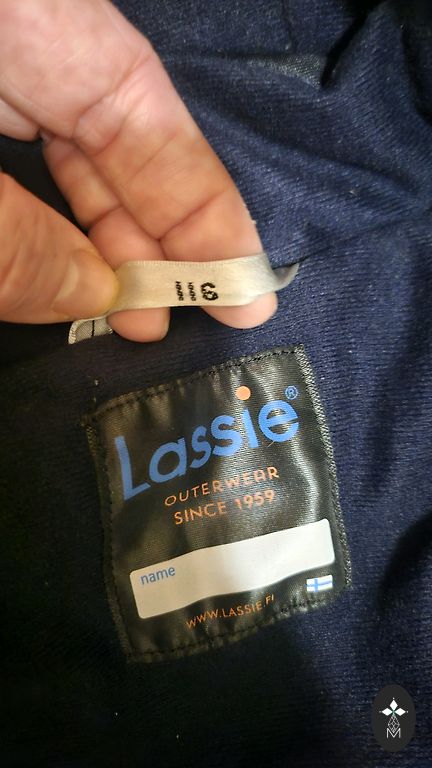 116
Lassie®
OUTERWEAR
SINCE 1959
name
WWW.LASSIE.FI
M